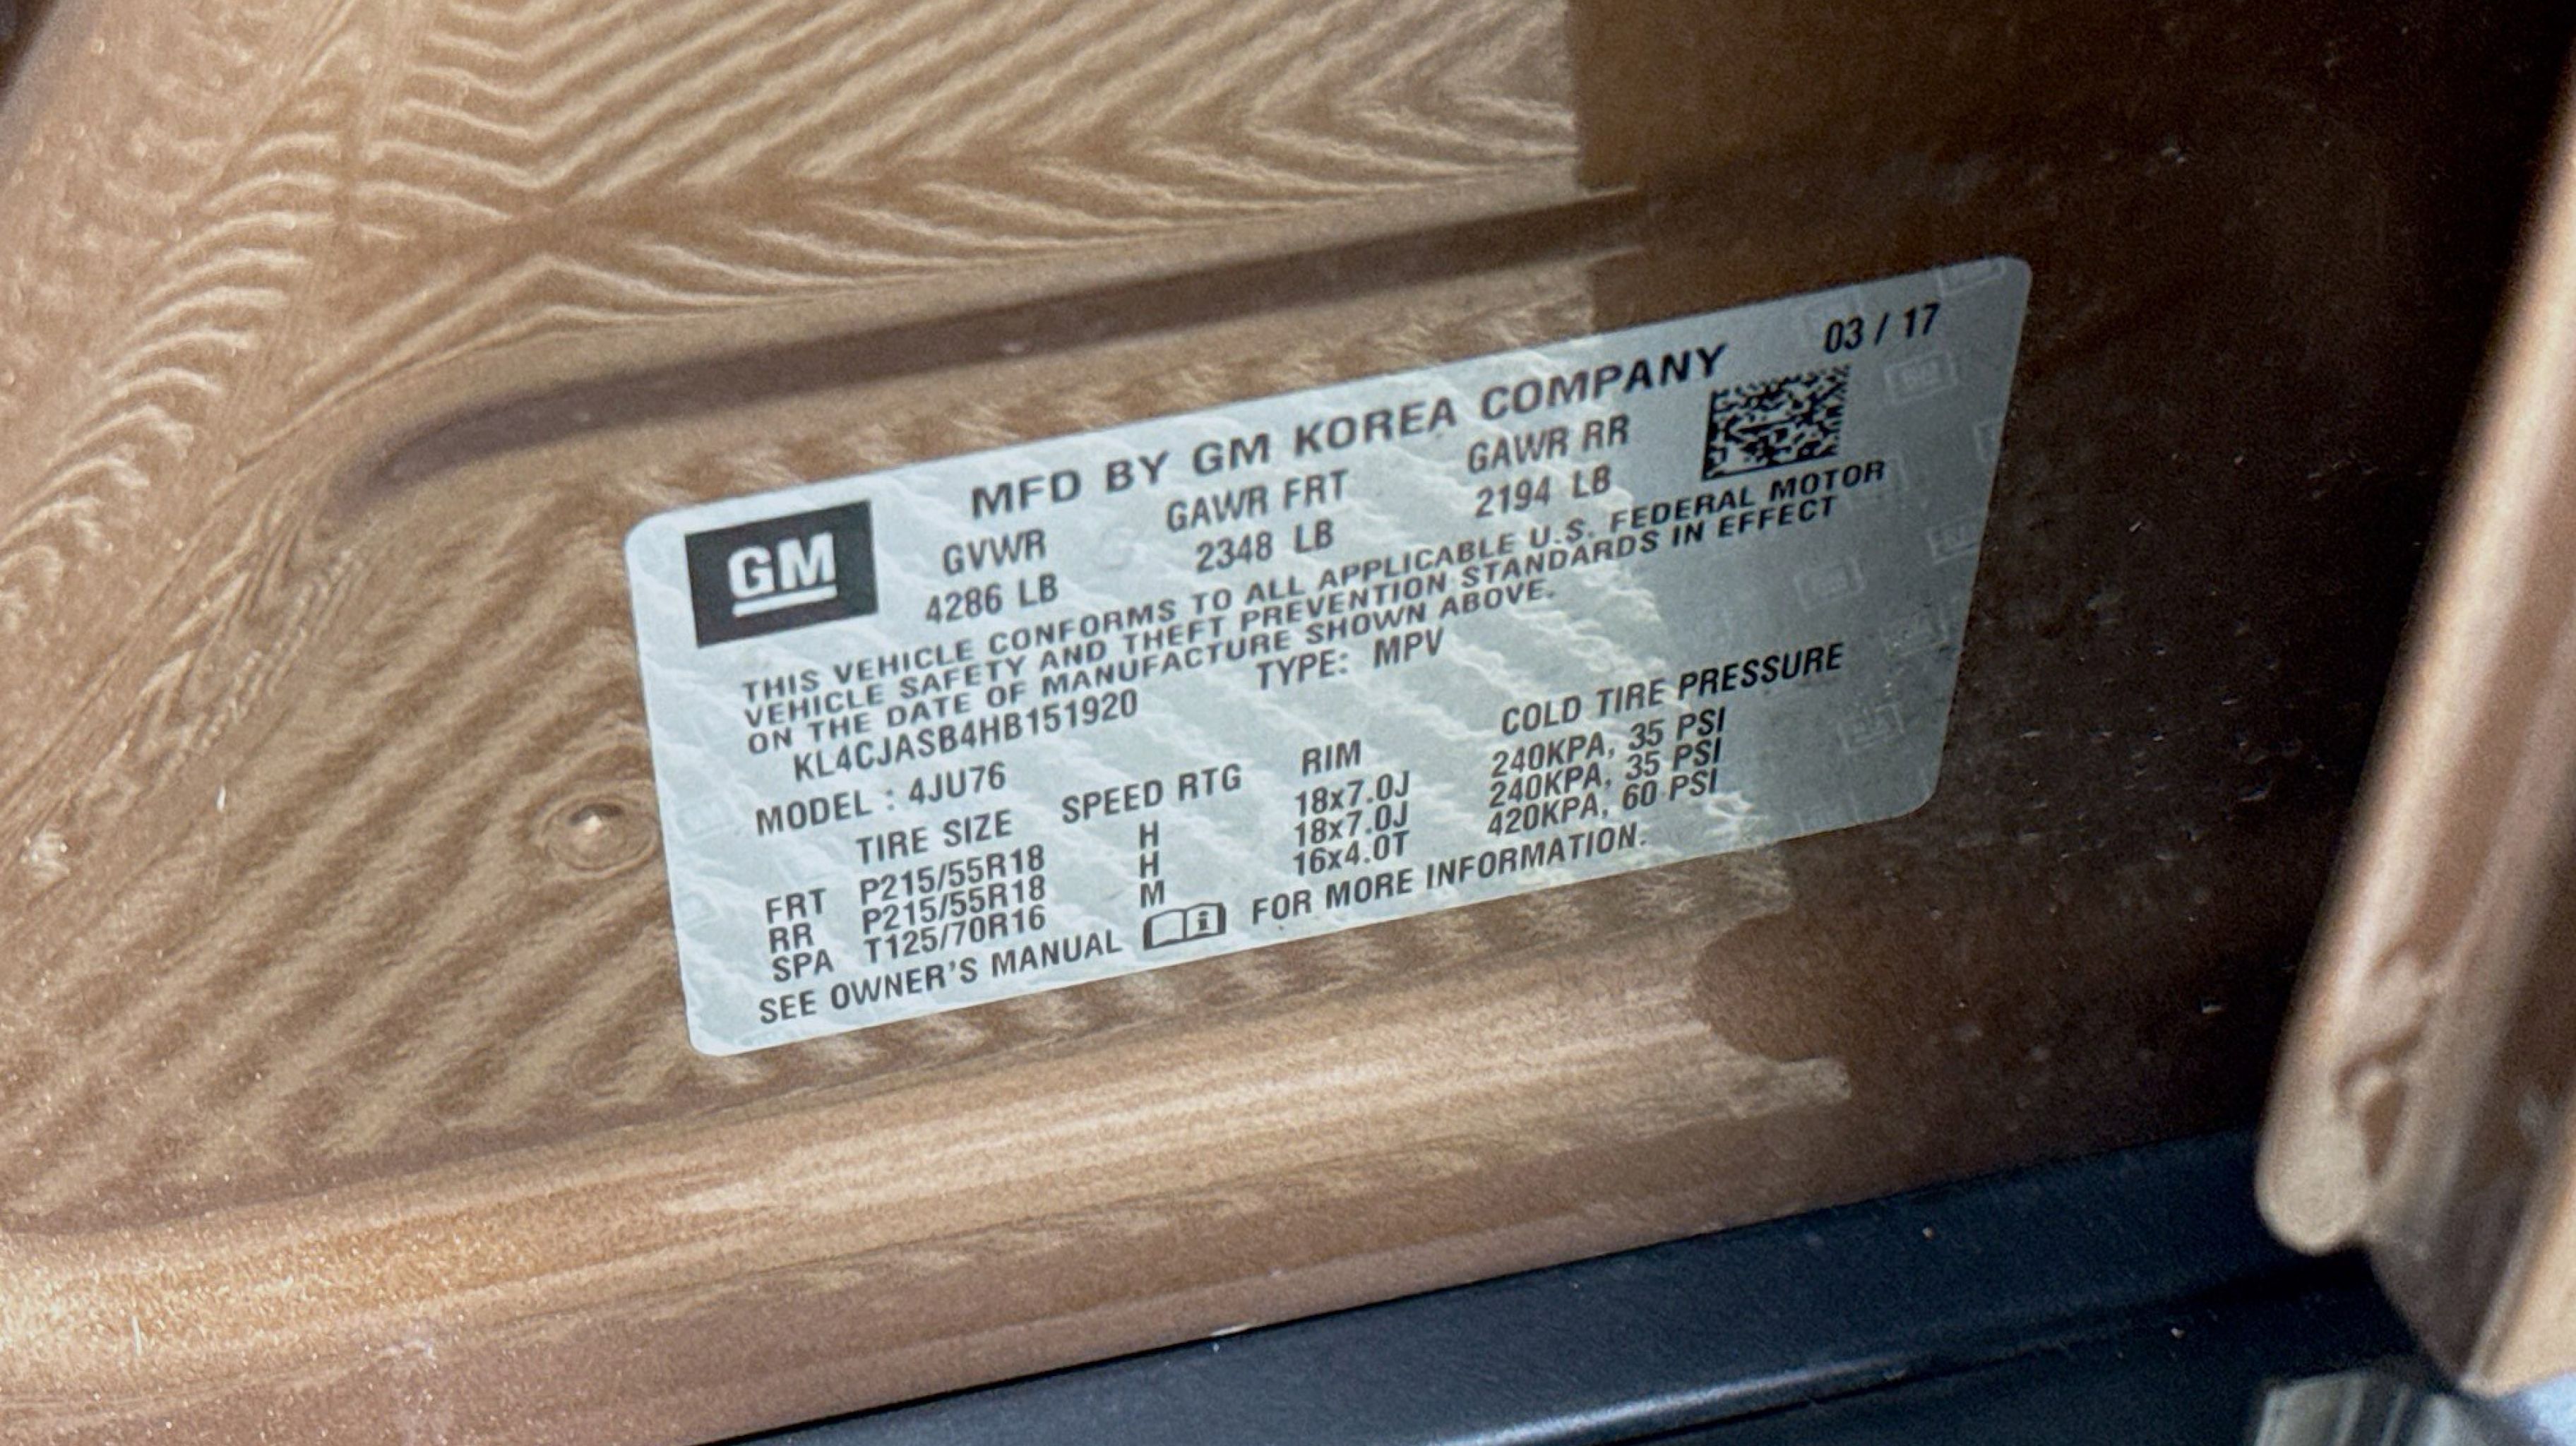 MFD BY GM KOREA COMPANY 03 / 17
GM
GVWR GAWR FRT GAWR RR
4286 LB 2348 LB 2194 LB
THIS VEHICLE CONFORMS TO ALL APPLICABLE U.S. FEDERAL MOTOR
VEHICLE SAFETY AND THEFT PREVENTION STANDARDS IN EFFECT
ON THE DATE OF MANUFACTURE SHOWN ABOVE.
KL4CJASB4HB151920 TYPE: MPV
MODEL : 4JU76
TIRE SIZE SPEED RTG RIM COLD TIRE PRESSURE
FRT P215/55R18 H 18x7.0J 240KPA, 35 PSI
RR P215/55R18 H 18x7.0J 240KPA, 35 PSI
SPA T125/70R16 M 16x4.0T 420KPA, 60 PSI
SEE OWNER'S MANUAL i FOR MORE INFORMATION.